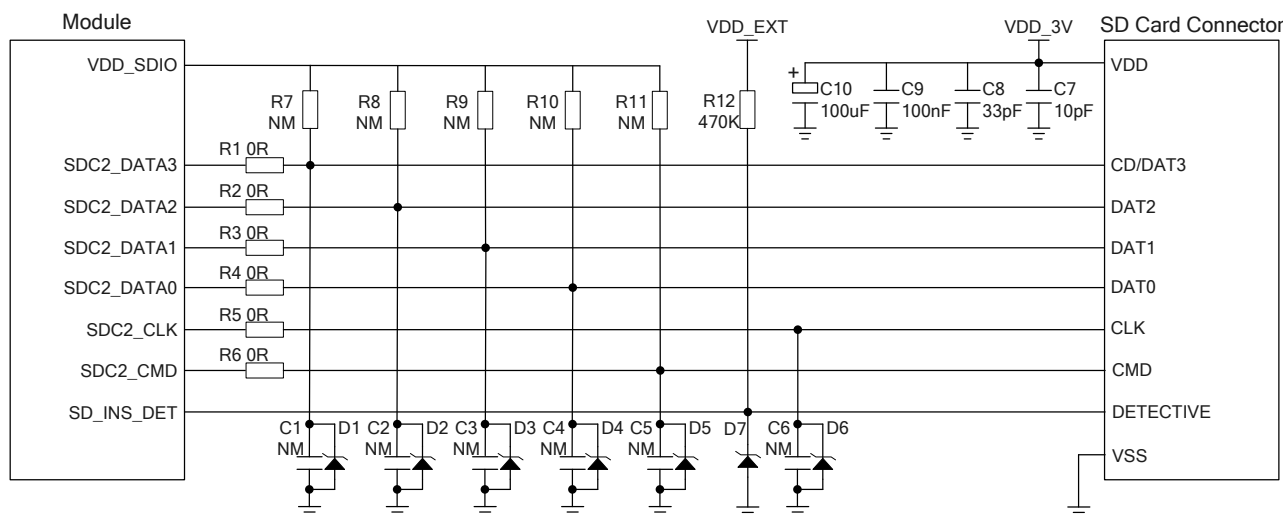 Module
VDD_EXT
VDD_3V
SD Card Connector
VDD_SDIO
VDD
R7
NM
R8
NM
R9
NM
R10
NM
R11
NM
R12
470K
+
C10
100uF
C9
100nF
C8
33pF
C7
10pF
SDC2_DATA3
R1 0R
CD/DAT3
SDC2_DATA2
R2 0R
DAT2
SDC2_DATA1
R3 0R
DAT1
SDC2_DATA0
R4 0R
DAT0
SDC2_CLK
R5 0R
CLK
SDC2_CMD
R6 0R
CMD
SD_INS_DET
DETECTIVE
C1
NM
D1
C2
NM
D2
C3
NM
D3
C4
NM
D4
C5
NM
D5
D7
C6
NM
D6
VSS